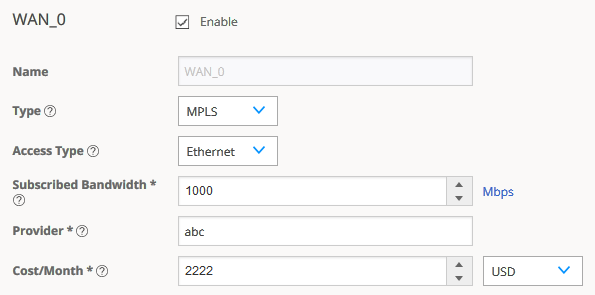 WAN_0 Enable
Name WAN_0
Type MPLS
Access Type Ethernet
Subscribed Bandwidth * 1000 Mbps
Provider * abc
Cost/Month * 2222 USD